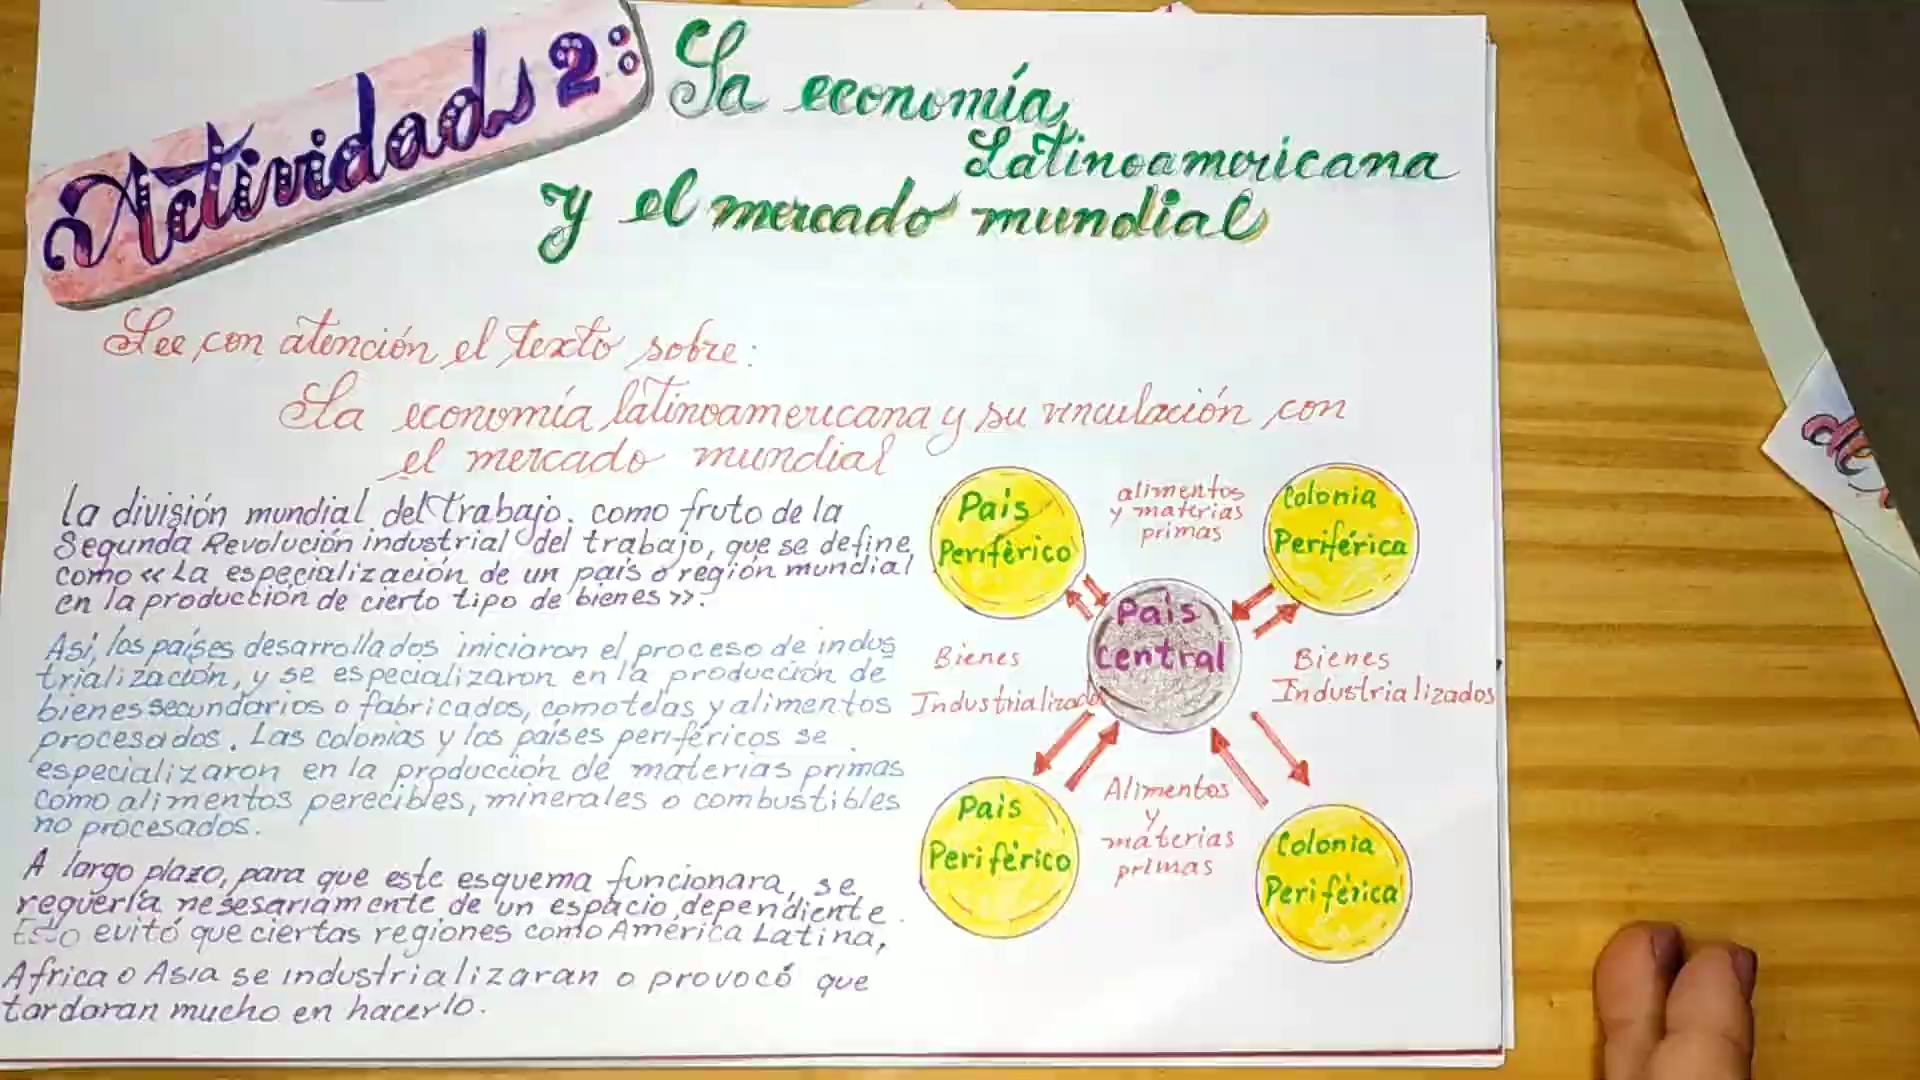 Actividad 2:
La economía
Latinoamericana
y el mercado mundial
Lee con atención el texto sobre:
La economía latinoamericana y su vinculación con
el mercado mundial
La división mundial del trabajo, como fruto de la
Segunda Revolución industrial del trabajo, que se define,
como «La especialización de un país o región mundial
en la producción de cierto tipo de bienes».
Así, los países desarrollados iniciaron el proceso de indus
trialización, y se especializaron en la producción de
bienes secundarios o fabricados, como telas y alimentos
procesados. Las colonias y los países periféricos se
especializaron en la producción de materias primas
como alimentos perecibles, minerales o combustibles
no procesados.
A largo plazo, para que este esquema funcionara, se
requería nesesariamente de un espacio dependiente.
Esto evitó que ciertas regiones como América Latina,
Africa o Asia se industrializaran o provocó que
tardaran mucho en hacerlo.
País
Periférico
alimentos
y materias
primas
Colonia
Periférica
País
Central
Bienes
Industrializado
Bienes
Industrializados
País
Periférico
Alimentos
y
materias
primas
Colonia
Periférica